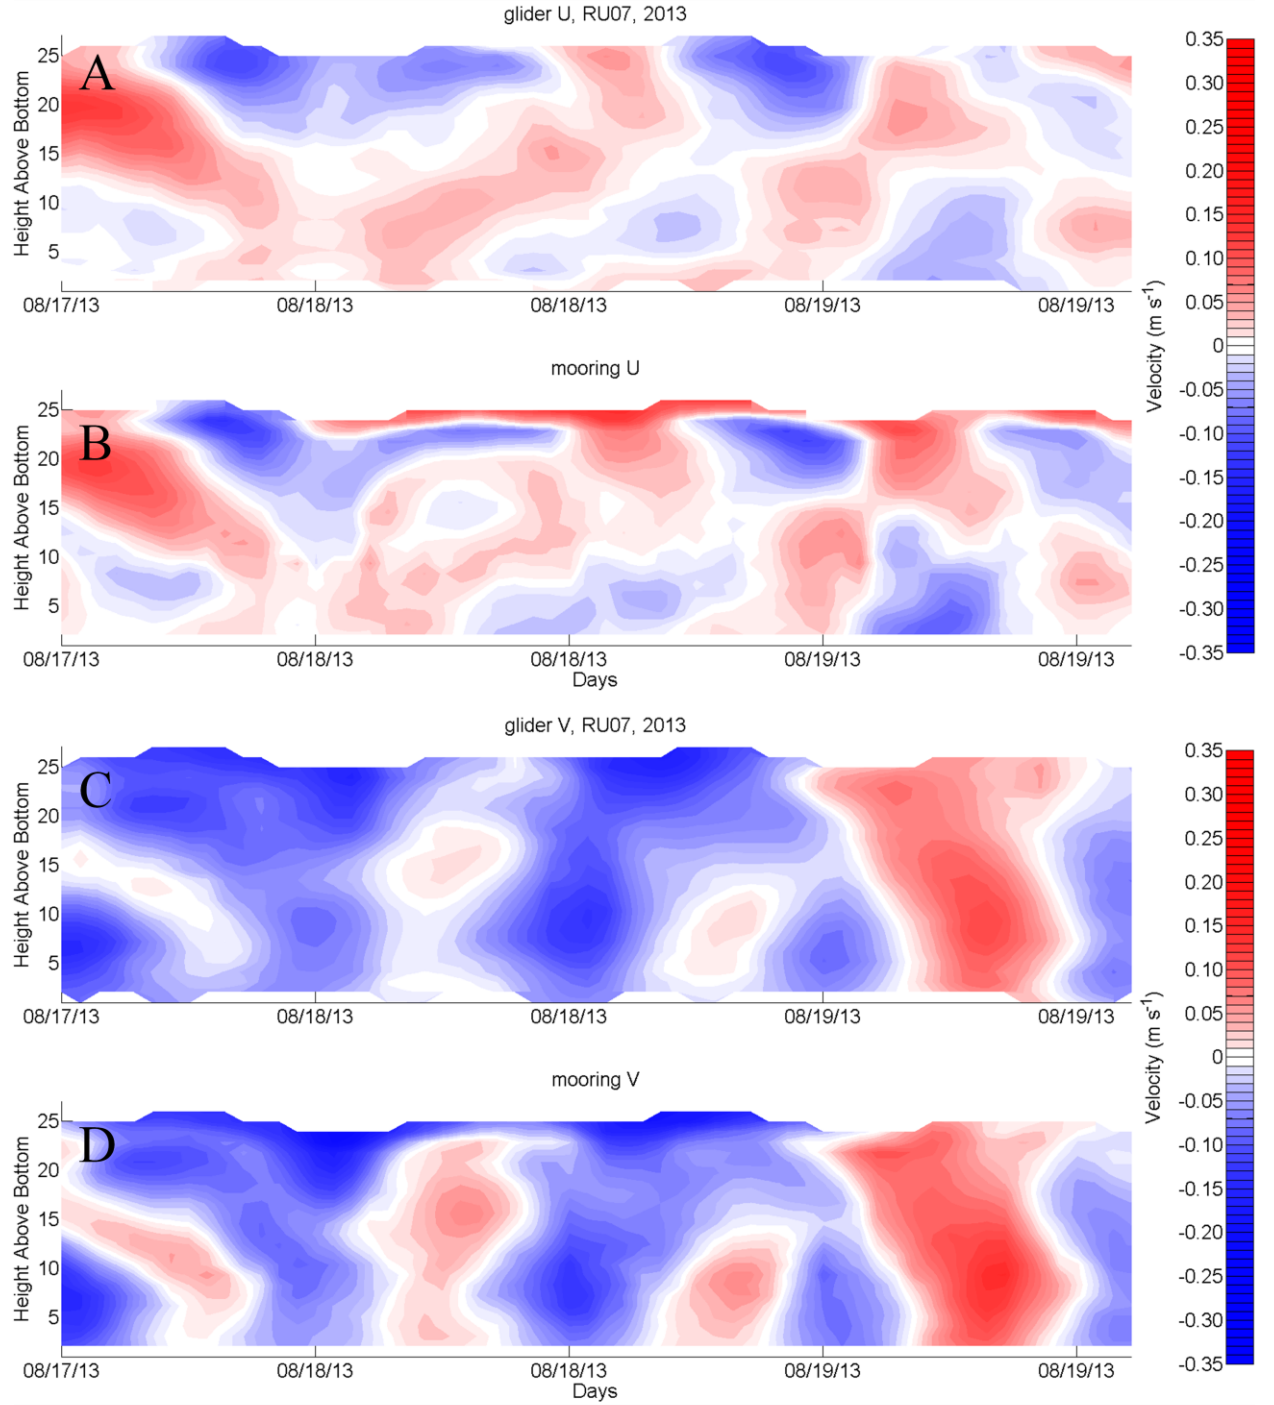 glider U, RU07, 2013
A
Height Above Bottom
25
20
15
10
5
08/17/13 08/18/13 08/18/13 08/19/13 08/19/13
mooring U
B
Height Above Bottom
25
20
15
10
5
08/17/13 08/18/13 08/18/13 08/19/13 08/19/13
Days
0.35
0.30
0.25
0.20
0.15
0.10
0.05
0
-0.05
-0.10
-0.15
-0.20
-0.25
-0.30
-0.35
Velocity (m s⁻¹)
glider V, RU07, 2013
C
Height Above Bottom
25
20
15
10
5
08/17/13 08/18/13 08/18/13 08/19/13 08/19/13
mooring V
D
Height Above Bottom
25
20
15
10
5
08/17/13 08/18/13 08/18/13 08/19/13 08/19/13
Days
0.35
0.30
0.25
0.20
0.15
0.10
0.05
0
-0.05
-0.10
-0.15
-0.20
-0.25
-0.30
-0.35
Velocity (m s⁻¹)